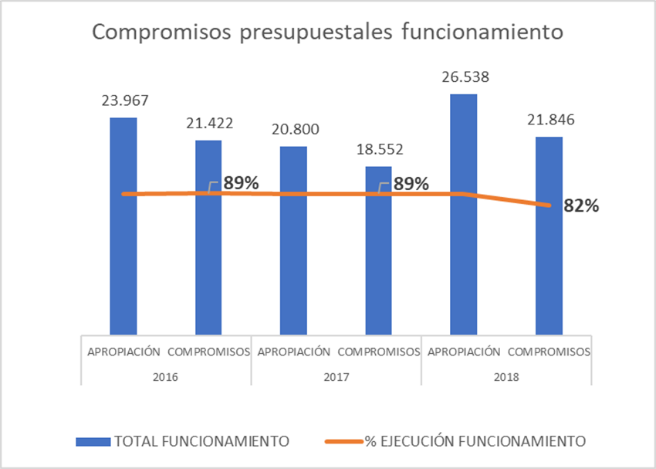 Compromisos presupuestales funcionamiento
26.538
23.967
21.422
20.800
18.552
21.846
89%
89%
82%
APROPIACIÓN COMPROMISOS APROPIACIÓN COMPROMISOS APROPIACIÓN COMPROMISOS
2016 2017 2018
TOTAL FUNCIONAMIENTO % EJECUCIÓN FUNCIONAMIENTO